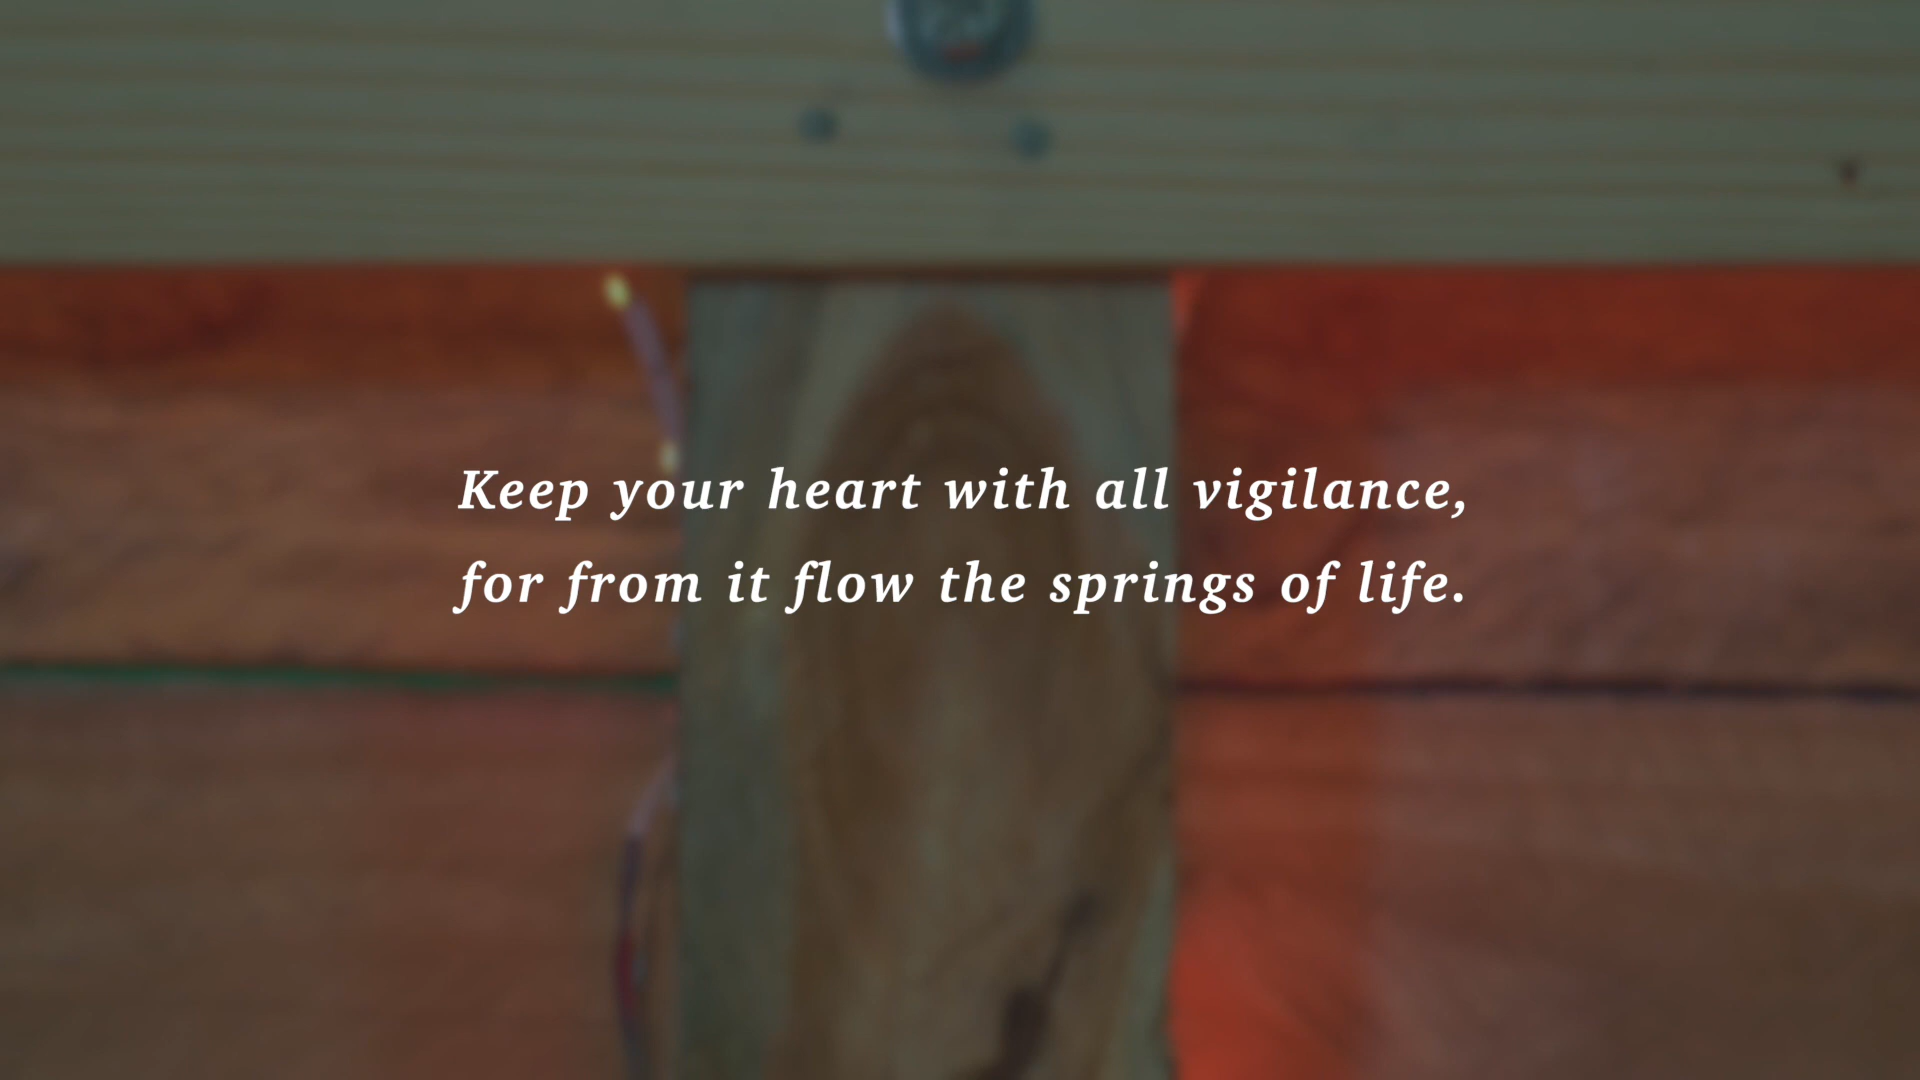 Keep your heart with all vigilance,
for from it flow the springs of life.